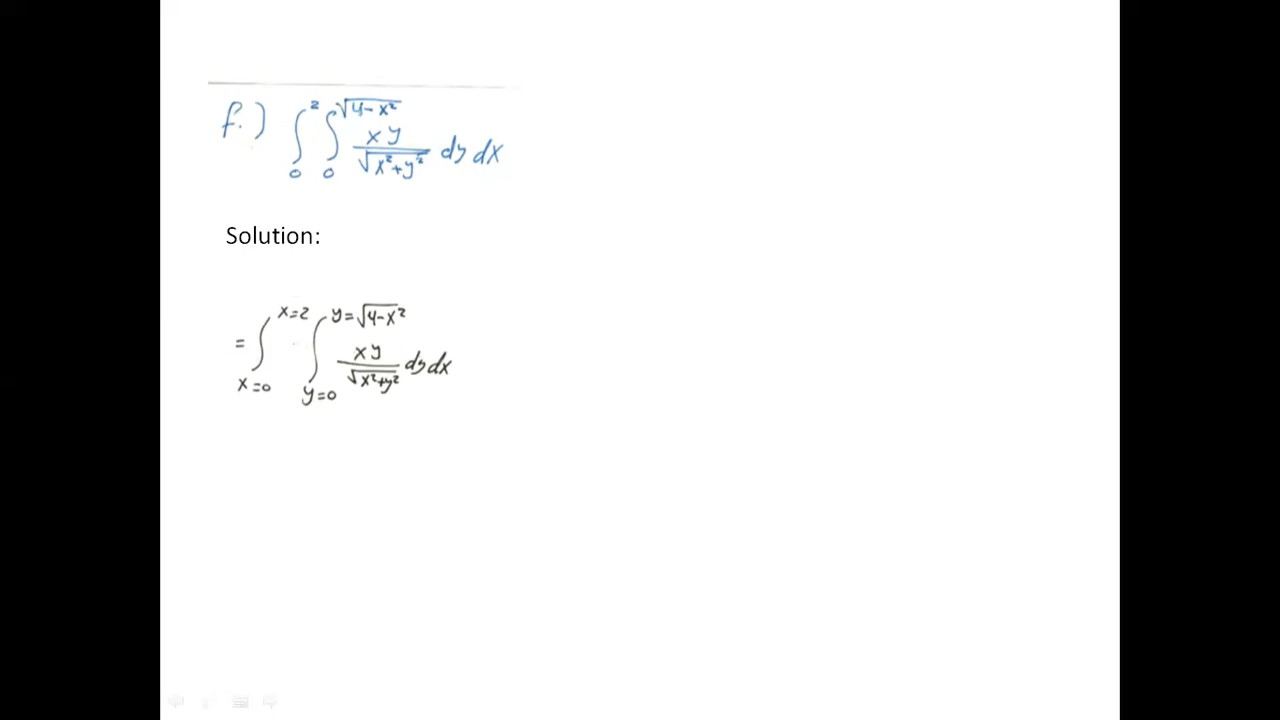 f.) ∫₀² ∫₀^√(4-x²) xy/√(x²+y²) dy dx
Solution:
= ∫_{x=0}^{x=2} ∫_{y=0}^{y=√(4-x²)} xy/√(x²+y²) dy dx